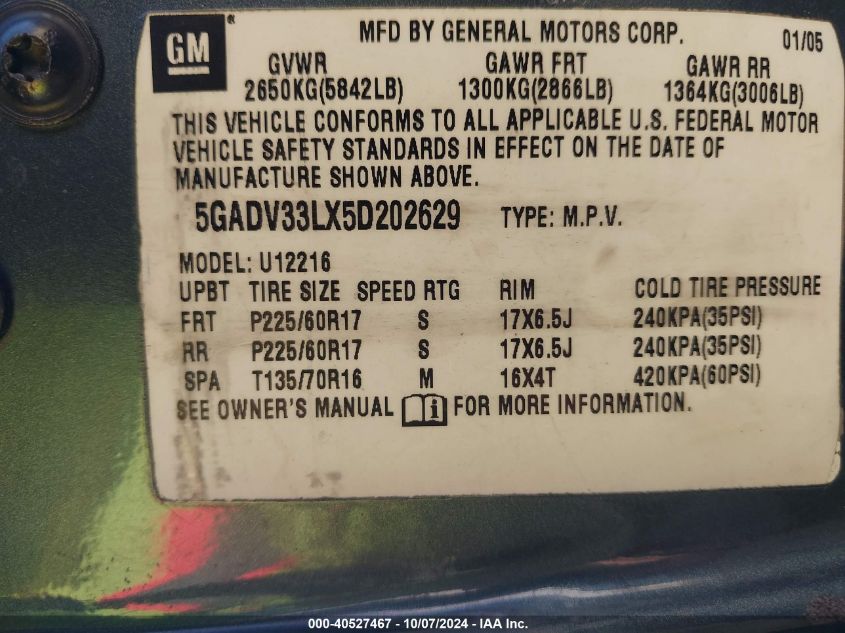 GM®
MFD BY GENERAL MOTORS CORP.
01/05
GVWR GAWR FRT GAWR RR
2650KG(5842LB) 1300KG(2866LB) 1364KG(3006LB)
THIS VEHICLE CONFORMS TO ALL APPLICABLE U.S. FEDERAL MOTOR
VEHICLE SAFETY STANDARDS IN EFFECT ON THE DATE OF
MANUFACTURE SHOWN ABOVE.
5GADV33LX5D202629 TYPE: M.P.V.
MODEL: U12216
UPBT TIRE SIZE SPEED RTG RIM COLD TIRE PRESSURE
FRT P225/60R17 S 17X6.5J 240KPA(35PSI)
RR P225/60R17 S 17X6.5J 240KPA(35PSI)
SPA T135/70R16 M 16X4T 420KPA(60PSI)
SEE OWNER'S MANUAL i FOR MORE INFORMATION.
000-40527467 - 10/07/2024 - IAA Inc.